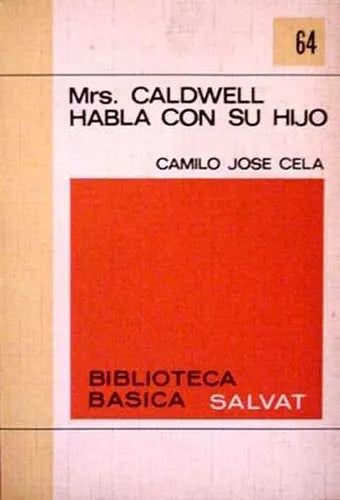 64
Mrs. CALDWELL
HABLA CON SU HIJO
CAMILO JOSE CELA
BIBLIOTECA
BASICA SALVAT